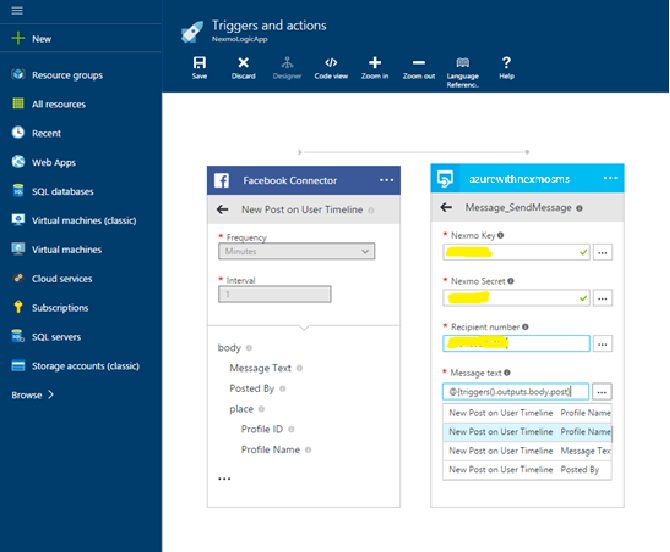 New
Resource groups
All resources
Recent
Web Apps
SQL databases
Virtual machines (classic)
Virtual machines
Cloud services
Subscriptions
SQL servers
Storage accounts (classic)
Browse >
Triggers and actions
NexmoLogicApp
Save
Discard
Designer
Code view
Zoom in
Zoom out
Language
Referenc..
Help
Facebook Connector
New Post on User Timeline
* Frequency
Minutes
* Interval
1
body
Message Text
Posted By
place
Profile ID
Profile Name
...
azurewithnexmosms
Message_SendMessage
* Nexmo Key
* Nexmo Secret
* Recipient number
* Message text
@{triggers().outputs.body.post}
New Post on User Timeline Profile Name
New Post on User Timeline Profile Name
New Post on User Timeline Message Tex
New Post on User Timeline Posted By